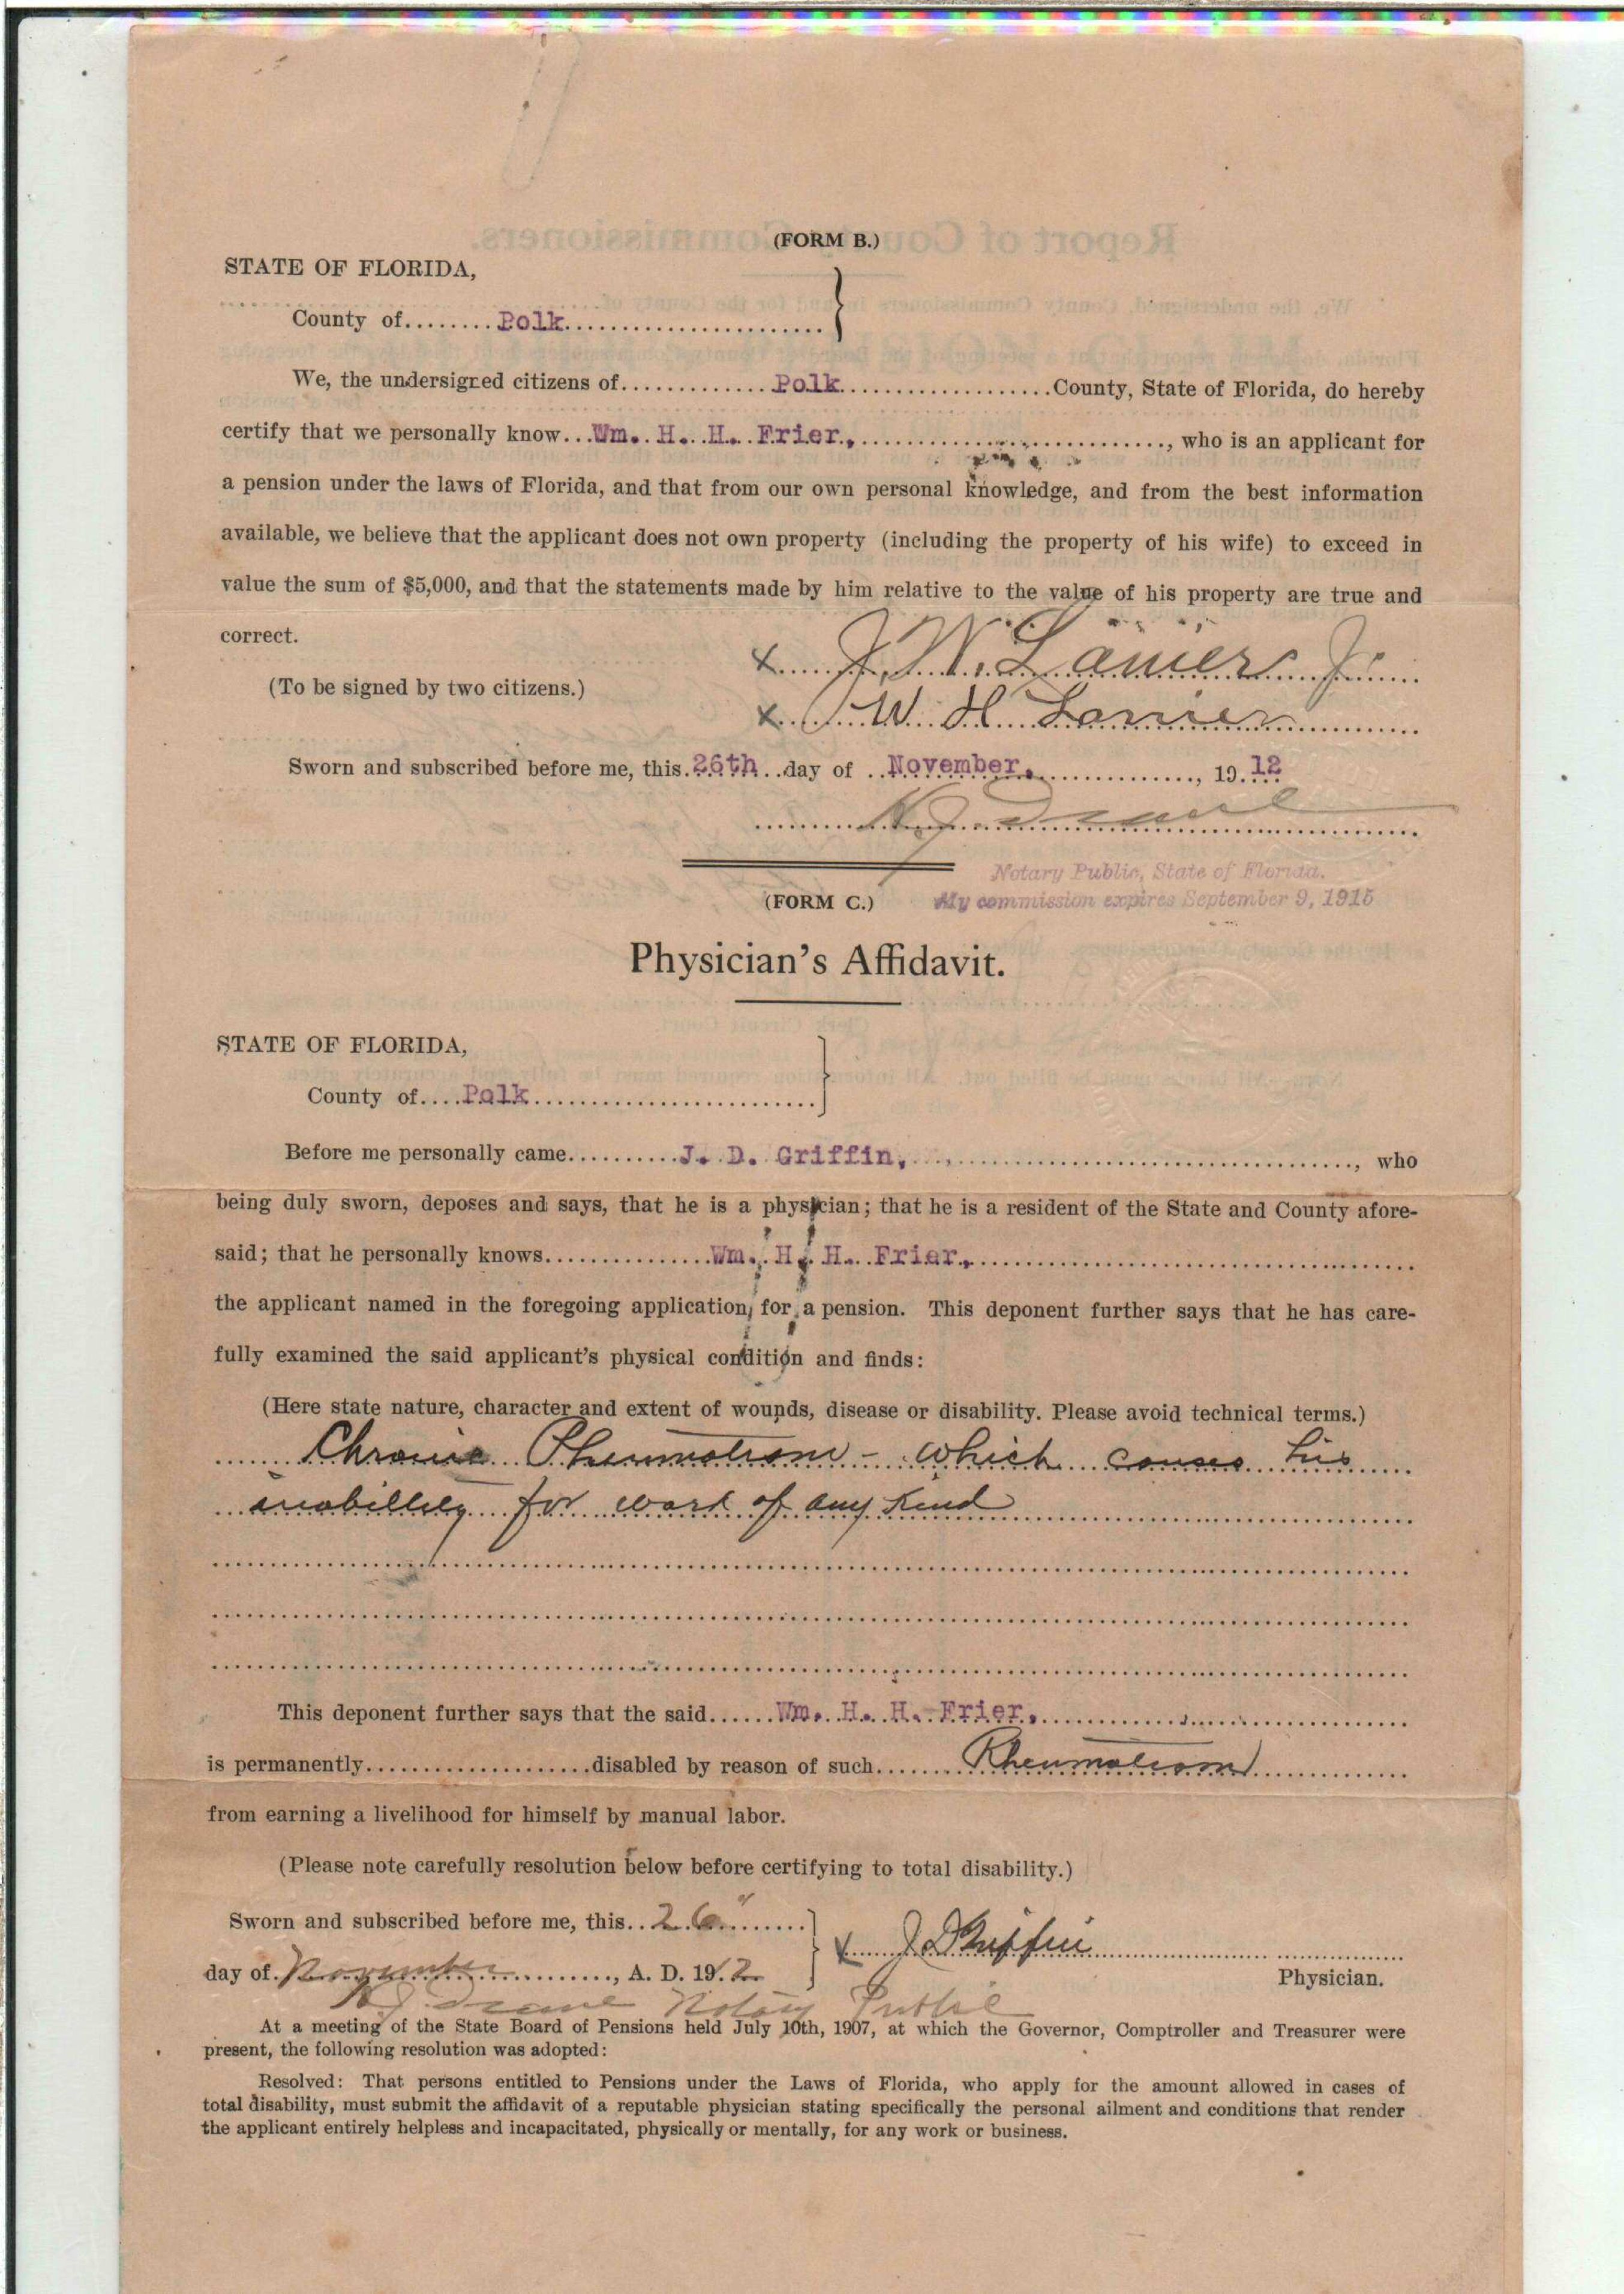 (FORM B.)
STATE OF FLORIDA,
County of........Polk.......................
We, the undersigned citizens of.............Polk...................County, State of Florida, do hereby
certify that we personally know...Wm. H. H. Frier,............................, who is an applicant for
a pension under the laws of Florida, and that from our own personal knowledge, and from the best information
available, we believe that the applicant does not own property (including the property of his wife) to exceed in
value the sum of $5,000, and that the statements made by him relative to the value of his property are true and
correct.
x J. W. Lanier Jr
(To be signed by two citizens.)
x W. H. Lanier
Sworn and subscribed before me, this. 26th ..day of ..November,..............., 19.12
Notary Public, State of Florida.
(FORM C.) My commission expires September 9, 1915
Physician's Affidavit.
STATE OF FLORIDA,
County of....Polk.........................
Before me personally came..........J. D. Griffin,...................................., who
being duly sworn, deposes and says, that he is a physician; that he is a resident of the State and County afore-
said; that he personally knows...............Wm. H. H. Frier,......................................
the applicant named in the foregoing application, for a pension. This deponent further says that he has care-
fully examined the said applicant's physical condition and finds:
(Here state nature, character and extent of wounds, disease or disability. Please avoid technical terms.)
Chronic Rheumatism - which causes his
inabillity for work of any kind
This deponent further says that the said......Wm. H. H. Frier,.................................
is permanently....................disabled by reason of such.......Rheumatism..............
from earning a livelihood for himself by manual labor.
(Please note carefully resolution below before certifying to total disability.)
Sworn and subscribed before me, this..26"........
x J D Griffin
day of. November .........., A. D. 19.12
Physician.
Notary Public
At a meeting of the State Board of Pensions held July 10th, 1907, at which the Governor, Comptroller and Treasurer were
present, the following resolution was adopted:
Resolved: That persons entitled to Pensions under the Laws of Florida, who apply for the amount allowed in cases of
total disability, must submit the affidavit of a reputable physician stating specifically the personal ailment and conditions that render
the applicant entirely helpless and incapacitated, physically or mentally, for any work or business.